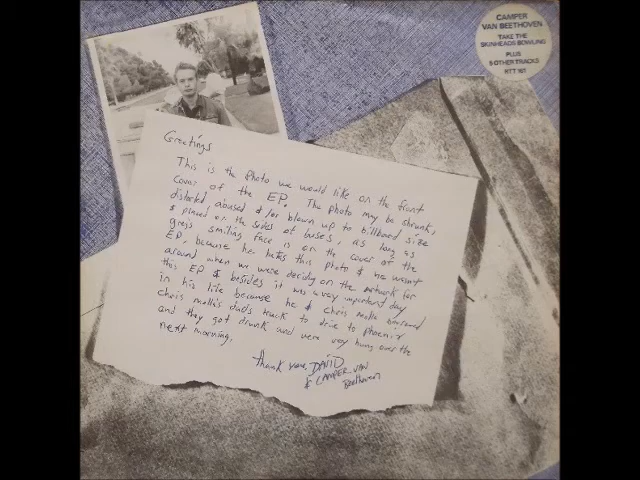 CAMPER
VAN BEETHOVEN
TAKE THE
SKINHEADS BOWLING
PLUS
5 OTHER TRACKS
RTT 161
Greetings
This is the photo we would like on the front
cover of the EP. The photo may be shrunk,
distorted, abused &/or blown up to billboard size
& placed on the sides of buses, as long as
greg's smiling face is on the cover of the
EP, because he hates this photo & he wasn't
around when we were deciding on the artwork for
this EP & besides it was a very important day
in his life because he & Chris molla borrowed
Chris molla's dad's truck to drive to phoenix
and they got drunk and were very hung over the
next morning.
thank you, DAVID
& CAMPER VAN
Beethoven